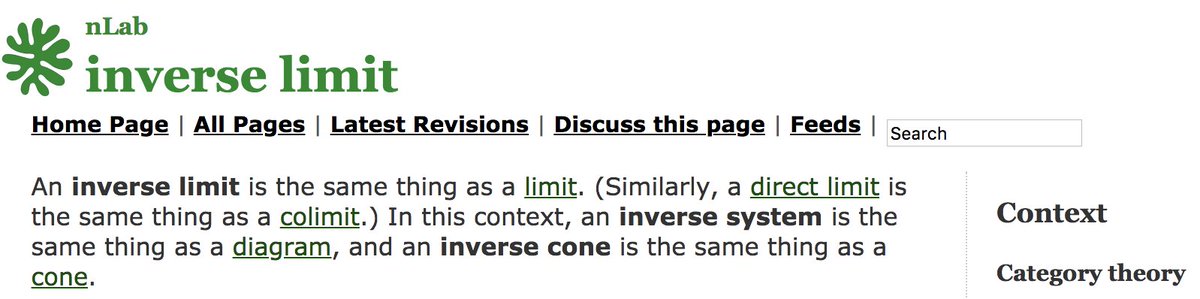 nLab
inverse limit
Home Page | All Pages | Latest Revisions | Discuss this page | Feeds | Search
An inverse limit is the same thing as a limit. (Similarly, a direct limit is
the same thing as a colimit.) In this context, an inverse system is the
same thing as a diagram, and an inverse cone is the same thing as a
cone.
Context
Category theory